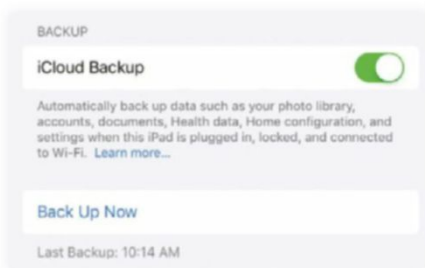 BACKUP
iCloud Backup
Automatically back up data such as your photo library,
accounts, documents, Health data, Home configuration, and
settings when this iPad is plugged in, locked, and connected
to Wi-Fi. Learn more...
Back Up Now
Last Backup: 10:14 AM